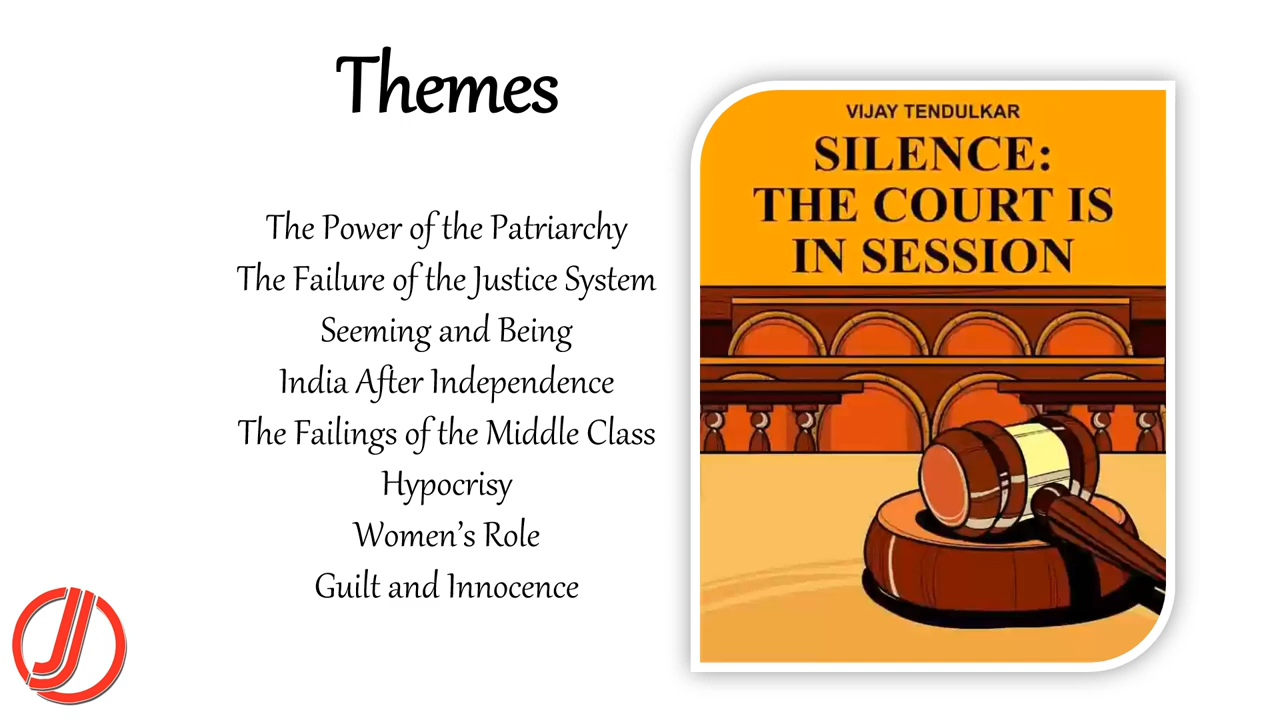 Themes
The Power of the Patriarchy
The Failure of the Justice System
Seeming and Being
India After Independence
The Failings of the Middle Class
Hypocrisy
Women’s Role
Guilt and Innocence
VIJAY TENDULKAR
SILENCE:
THE COURT IS
IN SESSION